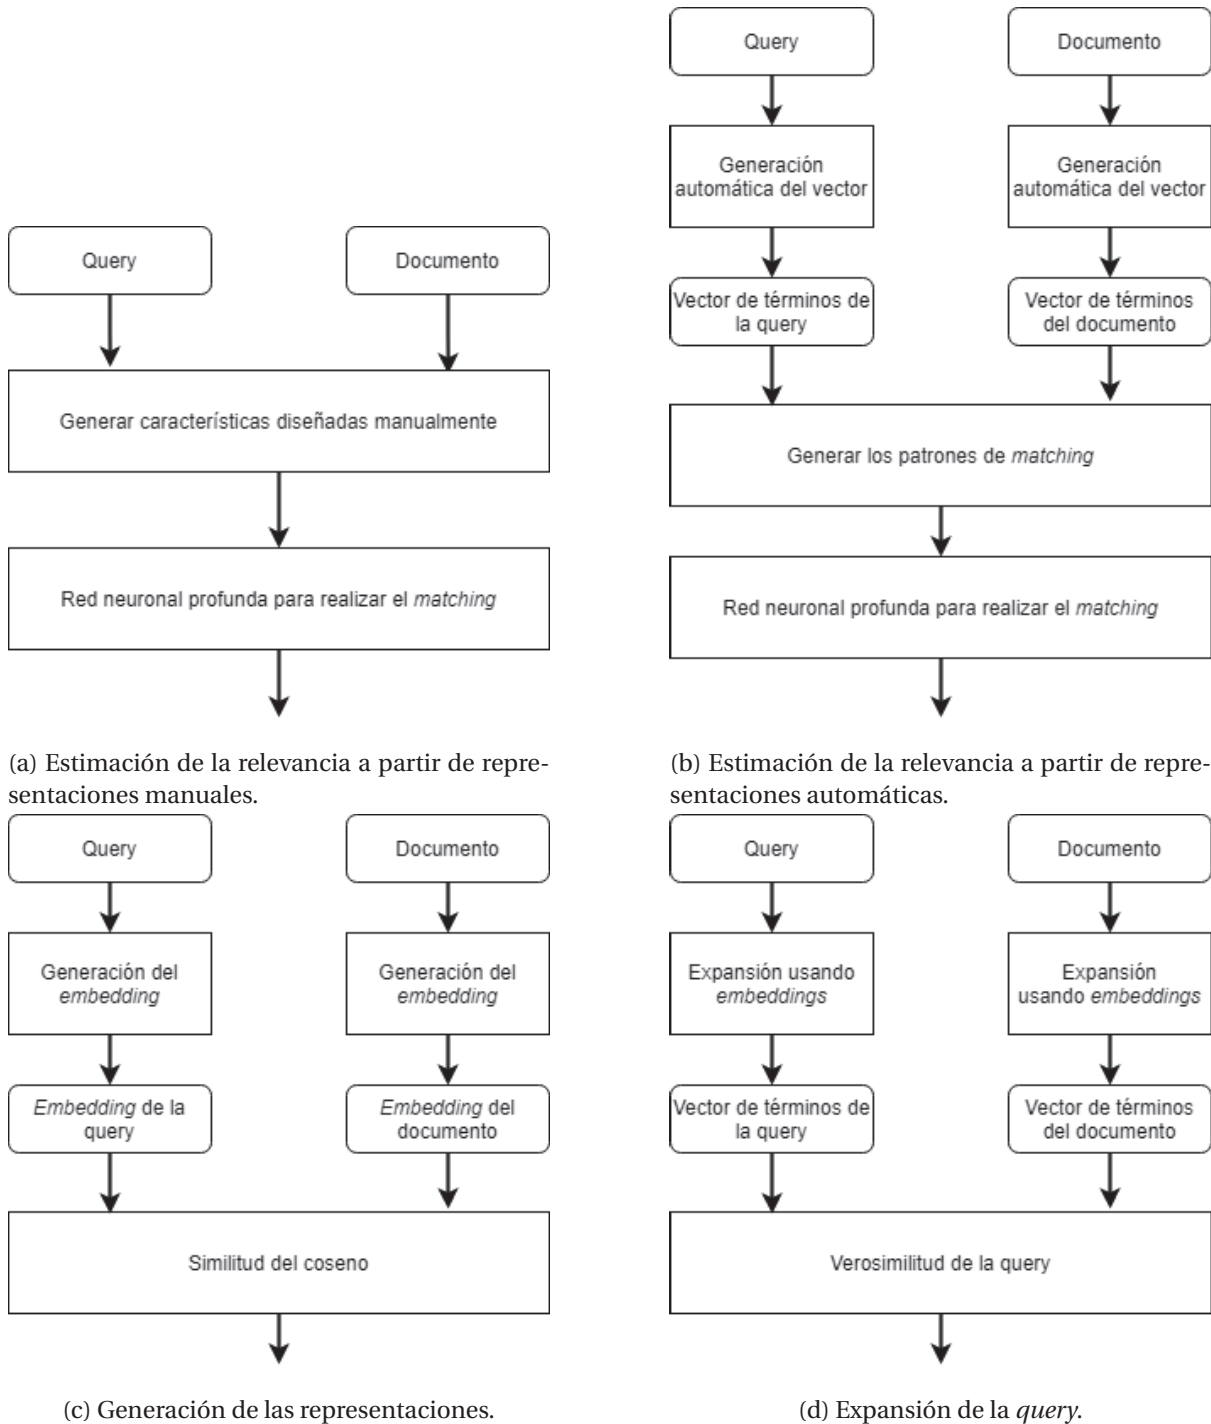 Query
Documento
Generar características diseñadas manualmente
Red neuronal profunda para realizar el matching
(a) Estimación de la relevancia a partir de repre-
sentaciones manuales.
Query
Documento
Generación
automática del vector
Generación
automática del vector
Vector de términos de
la query
Vector de términos
del documento
Generar los patrones de matching
Red neuronal profunda para realizar el matching
(b) Estimación de la relevancia a partir de repre-
sentaciones automáticas.
Query
Documento
Generación del
embedding
Generación del
embedding
Embedding de la
query
Embedding del
documento
Similitud del coseno
(c) Generación de las representaciones.
Query
Documento
Expansión usando
embeddings
Expansión
usando embeddings
Vector de términos de
la query
Vector de términos
del documento
Verosimilitud de la query
(d) Expansión de la query.